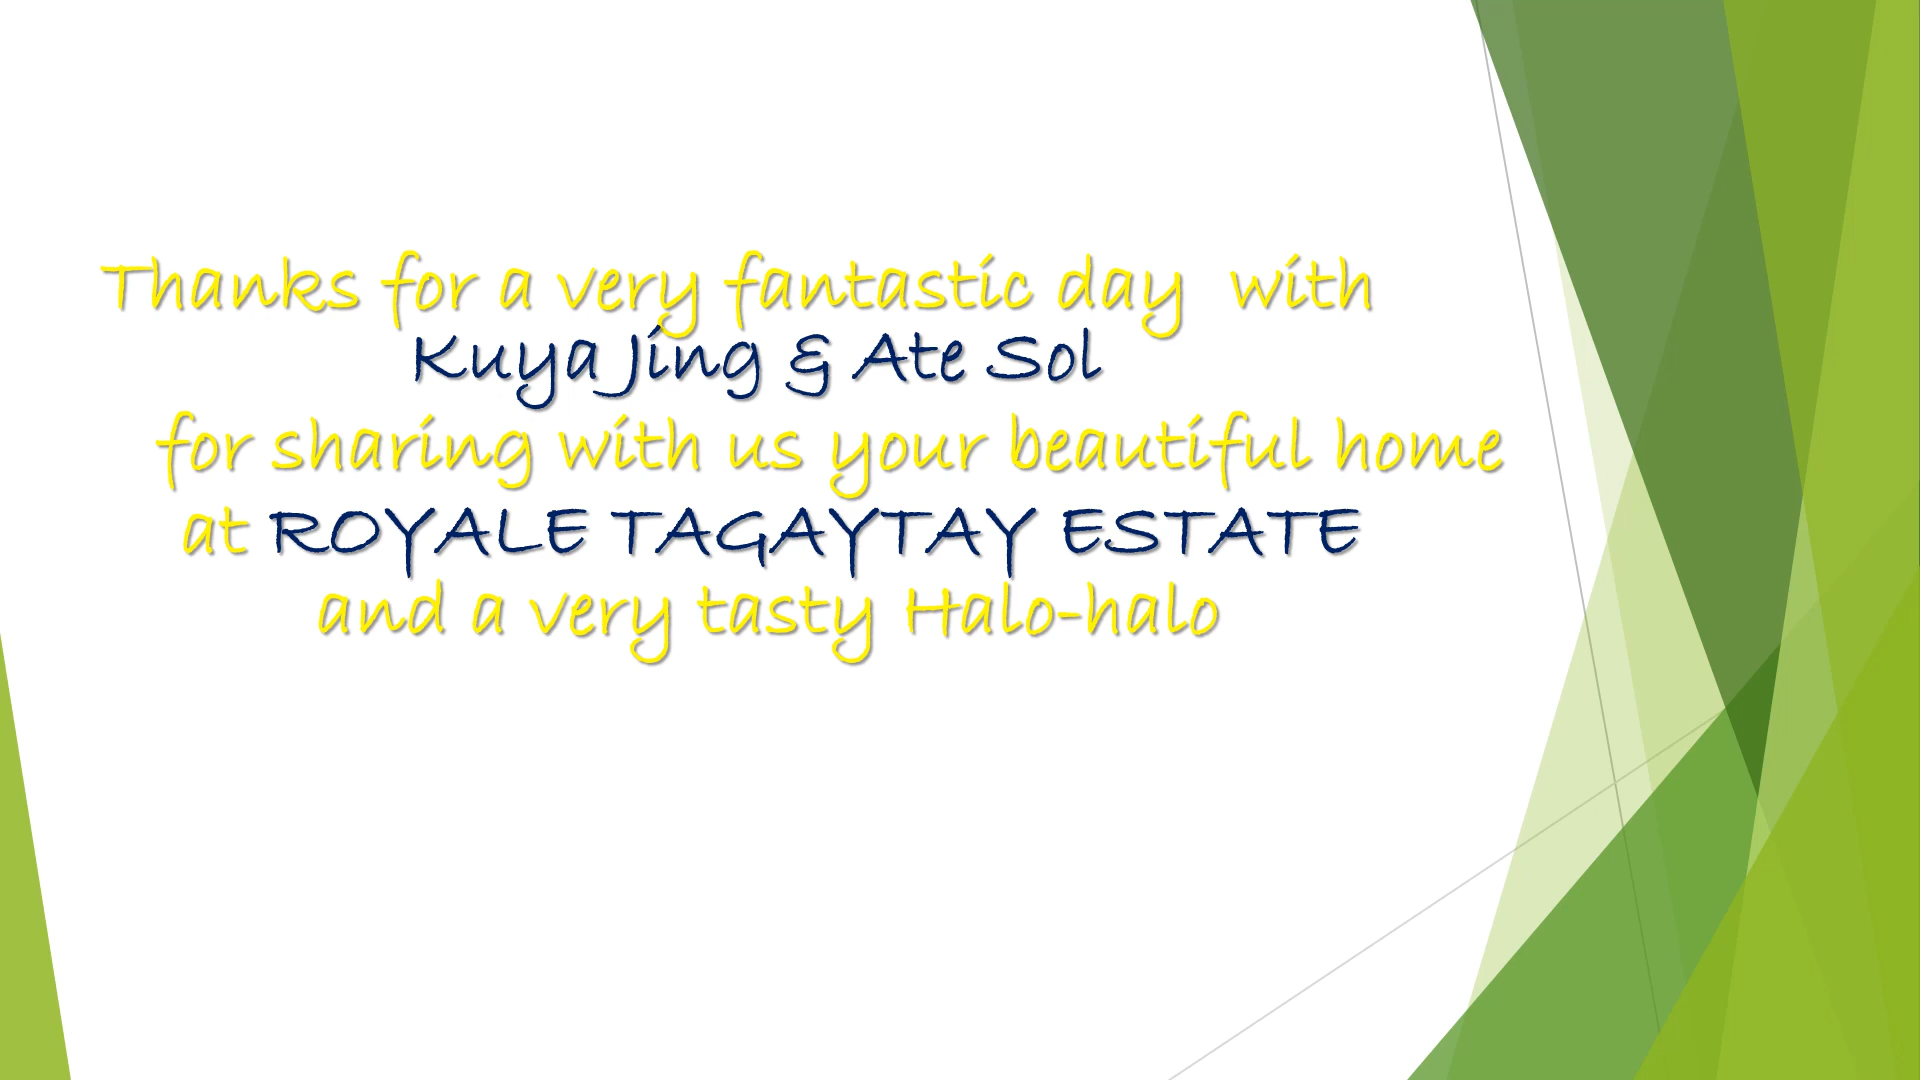 Thanks for a very fantastic day with
Kuya Jing & Ate Sol
for sharing with us your beautiful home
at ROYALE TAGAYTAY ESTATE
and a very tasty Halo-halo